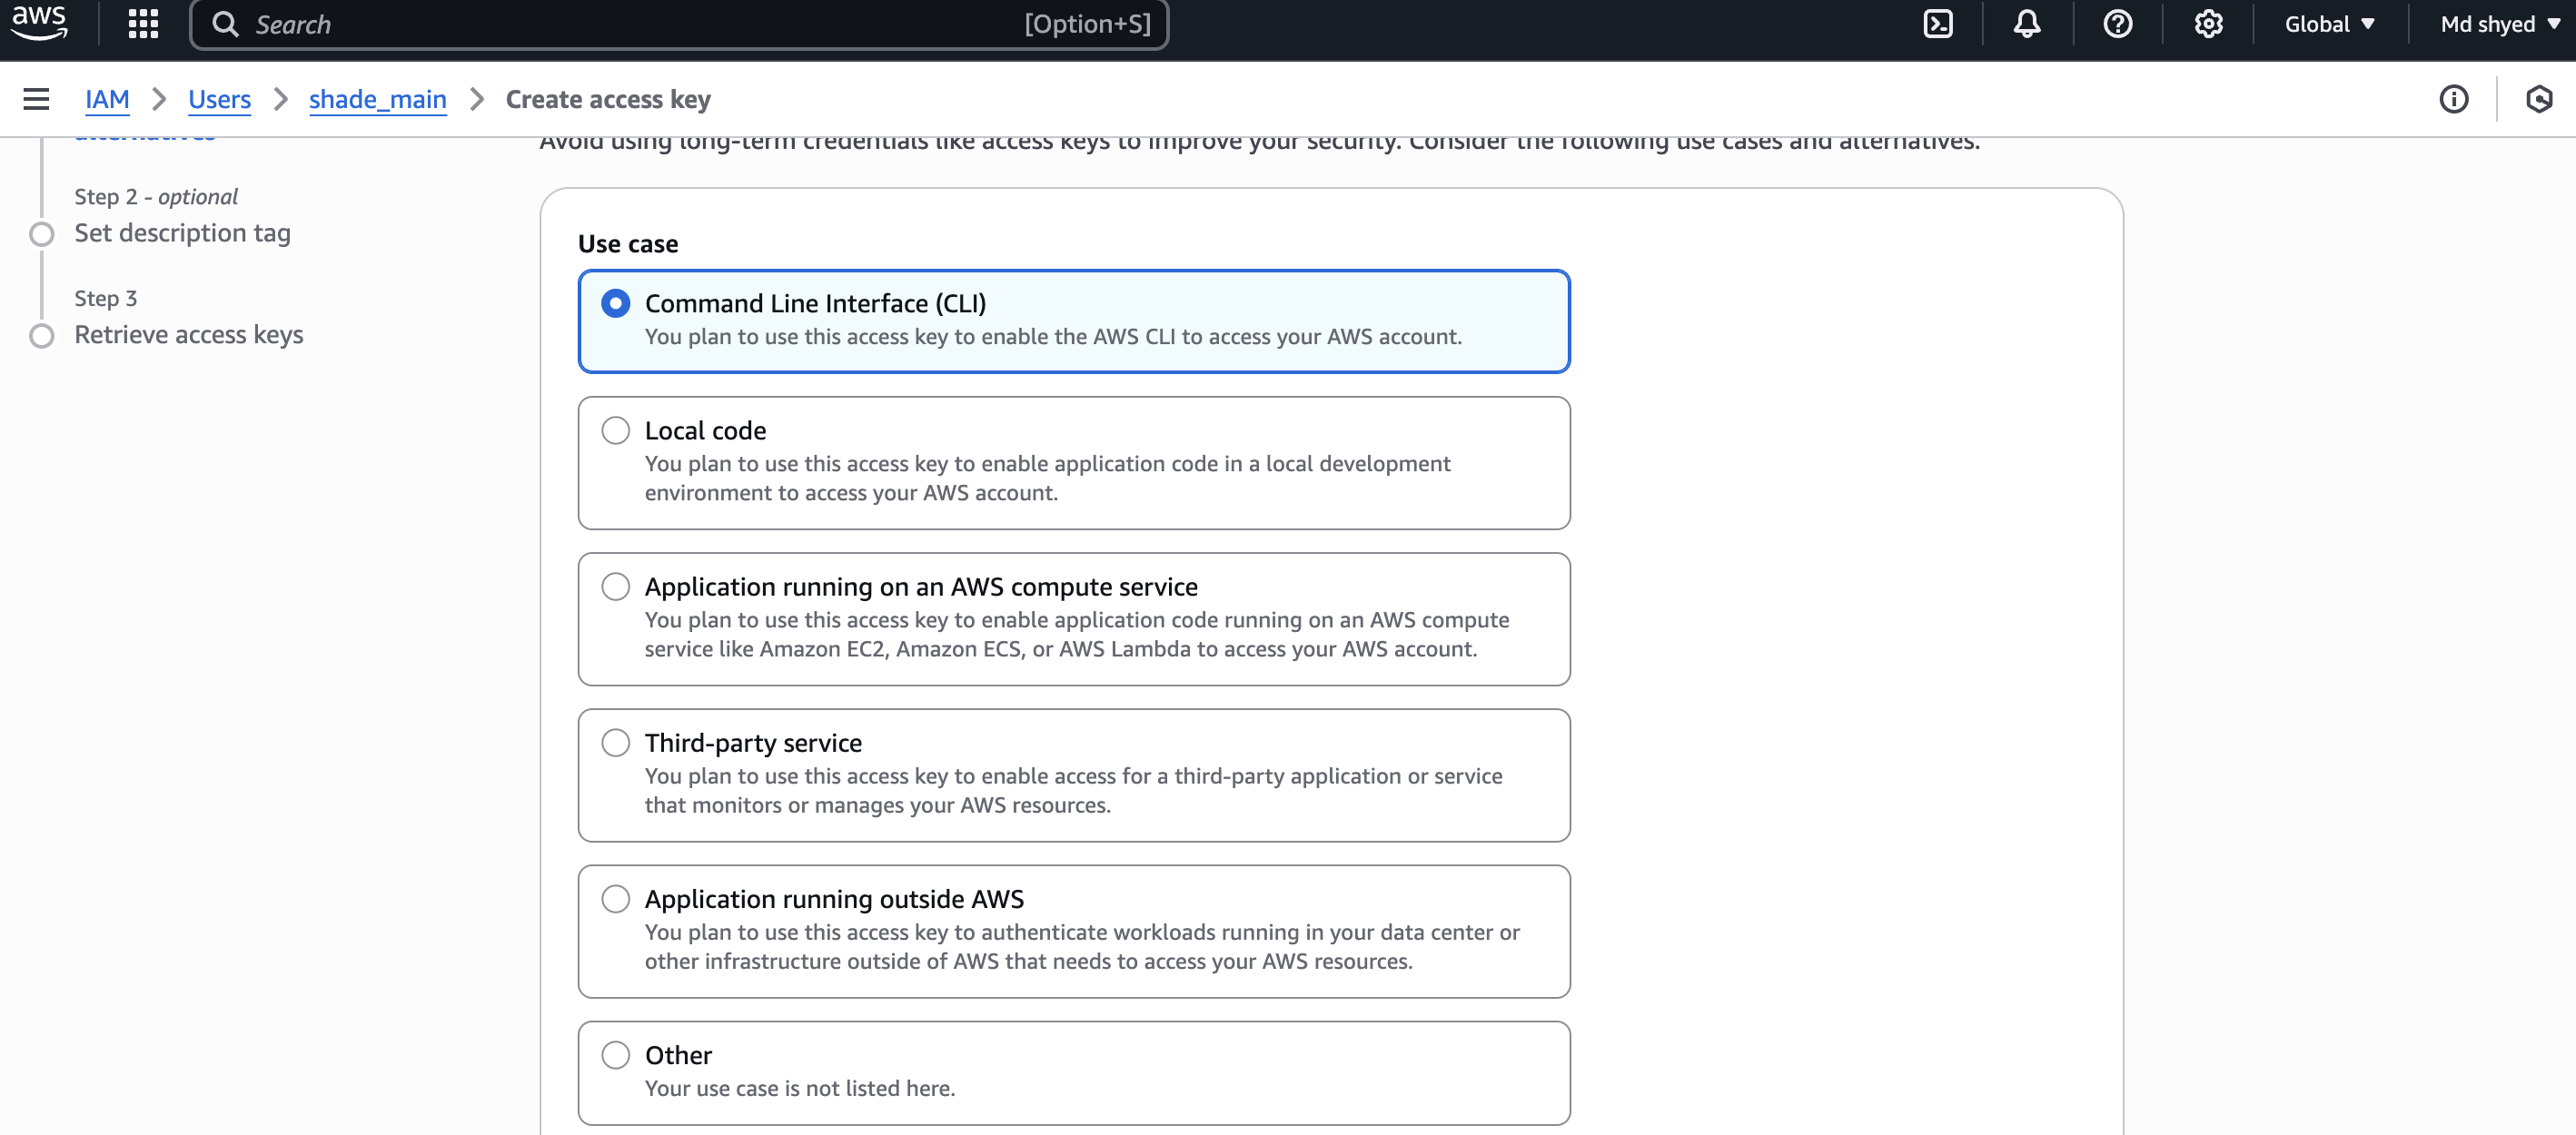 aws
Search
[Option+S]
Global
Md shyed
IAM
Users
shade_main
Create access key
alternatives
Avoid using long-term credentials like access keys to improve your security. Consider the following use cases and alternatives.
Step 2 - optional
Set description tag
Step 3
Retrieve access keys
Use case
Command Line Interface (CLI)
You plan to use this access key to enable the AWS CLI to access your AWS account.
Local code
You plan to use this access key to enable application code in a local development
environment to access your AWS account.
Application running on an AWS compute service
You plan to use this access key to enable application code running on an AWS compute
service like Amazon EC2, Amazon ECS, or AWS Lambda to access your AWS account.
Third-party service
You plan to use this access key to enable access for a third-party application or service
that monitors or manages your AWS resources.
Application running outside AWS
You plan to use this access key to authenticate workloads running in your data center or
other infrastructure outside of AWS that needs to access your AWS resources.
Other
Your use case is not listed here.